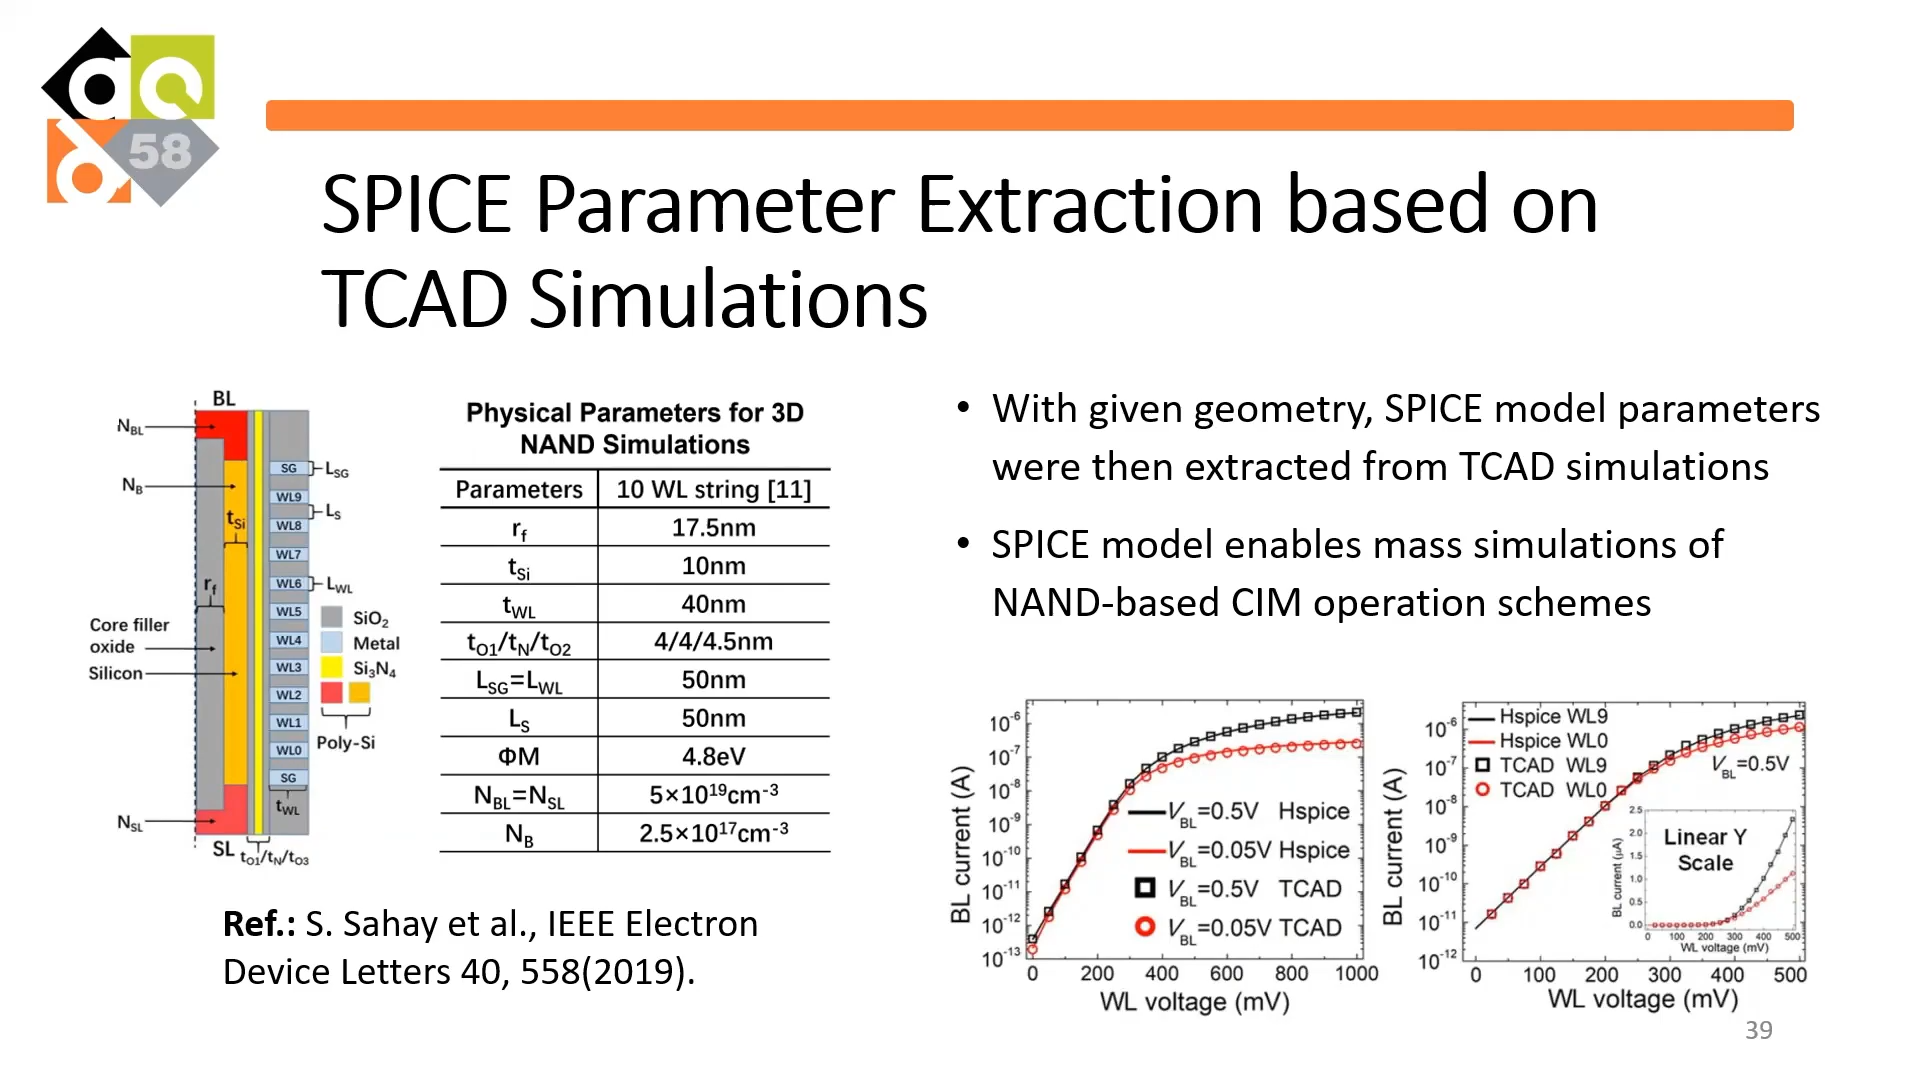 58
SPICE Parameter Extraction based on
TCAD Simulations
BL
N_BL
N_B
t_Si
r_f
Core filler
oxide
Silicon
N_SL
SL
t_O1/t_N/t_O3
SG
WL9
WL8
WL7
WL6
WL5
WL4
WL3
WL2
WL1
WL0
SG
t_WL
L_SG
L_S
L_WL
SiO₂
Metal
Si₃N₄
Poly-Si
Physical Parameters for 3D
NAND Simulations
Parameters 10 WL string [11]
r_f 17.5nm
t_Si 10nm
t_WL 40nm
t_O1/t_N/t_O2 4/4/4.5nm
L_SG=L_WL 50nm
L_S 50nm
ΦM 4.8eV
N_BL=N_SL 5×10¹⁹cm⁻³
N_B 2.5×10¹⁷cm⁻³
Ref.: S. Sahay et al., IEEE Electron
Device Letters 40, 558(2019).
• With given geometry, SPICE model parameters
were then extracted from TCAD simulations
• SPICE model enables mass simulations of
NAND-based CIM operation schemes
BL current (A)
10⁻⁶
10⁻⁷
10⁻⁸
10⁻⁹
10⁻¹⁰
10⁻¹¹
10⁻¹²
10⁻¹³
V_BL=0.5V Hspice
V_BL=0.05V Hspice
V_BL=0.5V TCAD
V_BL=0.05V TCAD
0 200 400 600 800 1000
WL voltage (mV)
BL current (A)
10⁻⁶
10⁻⁷
10⁻⁸
10⁻⁹
10⁻¹⁰
10⁻¹¹
10⁻¹²
Hspice WL9
Hspice WL0
TCAD WL9
TCAD WL0
V_BL=0.5V
Linear Y
Scale
BL current (μA)
2.5
2.0
1.5
1.0
0.5
0.0
0 100 200 300 400 500
WL voltage (mV)
0 100 200 300 400 500
WL voltage (mV)
39